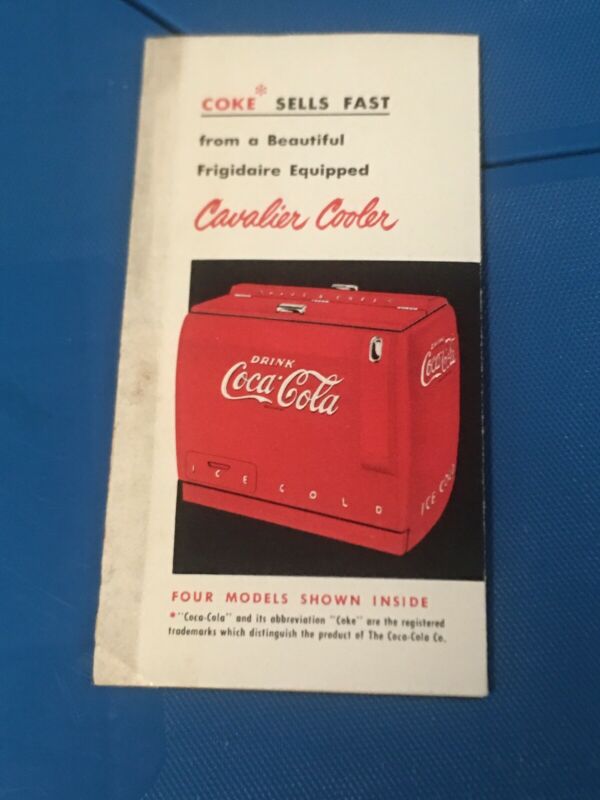 COKE* SELLS FAST
from a Beautiful
Frigidaire Equipped
Cavalier Cooler
DRINK
Coca-Cola
DRINK
Coca-Cola
ICE COLD
ICE COLD
FOUR MODELS SHOWN INSIDE
*"Coca-Cola" and its abbreviation "Coke" are the registered
trademarks which distinguish the product of The Coca-Cola Co.